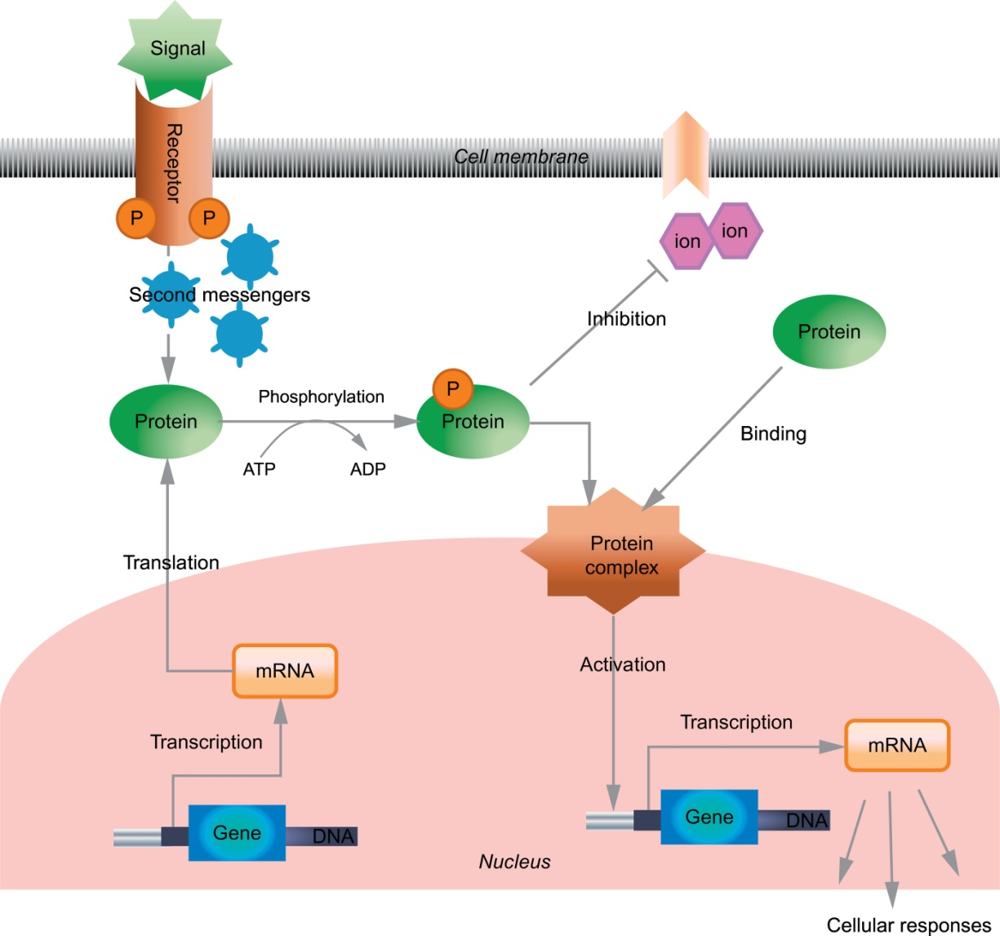 Signal
Receptor
Cell membrane
P
P
ion
ion
Second messengers
Inhibition
Protein
P
Phosphorylation
Protein
Protein
Binding
ATP
ADP
Protein
complex
Translation
Activation
mRNA
Transcription
Transcription
mRNA
Gene
DNA
Gene
DNA
Nucleus
Cellular responses